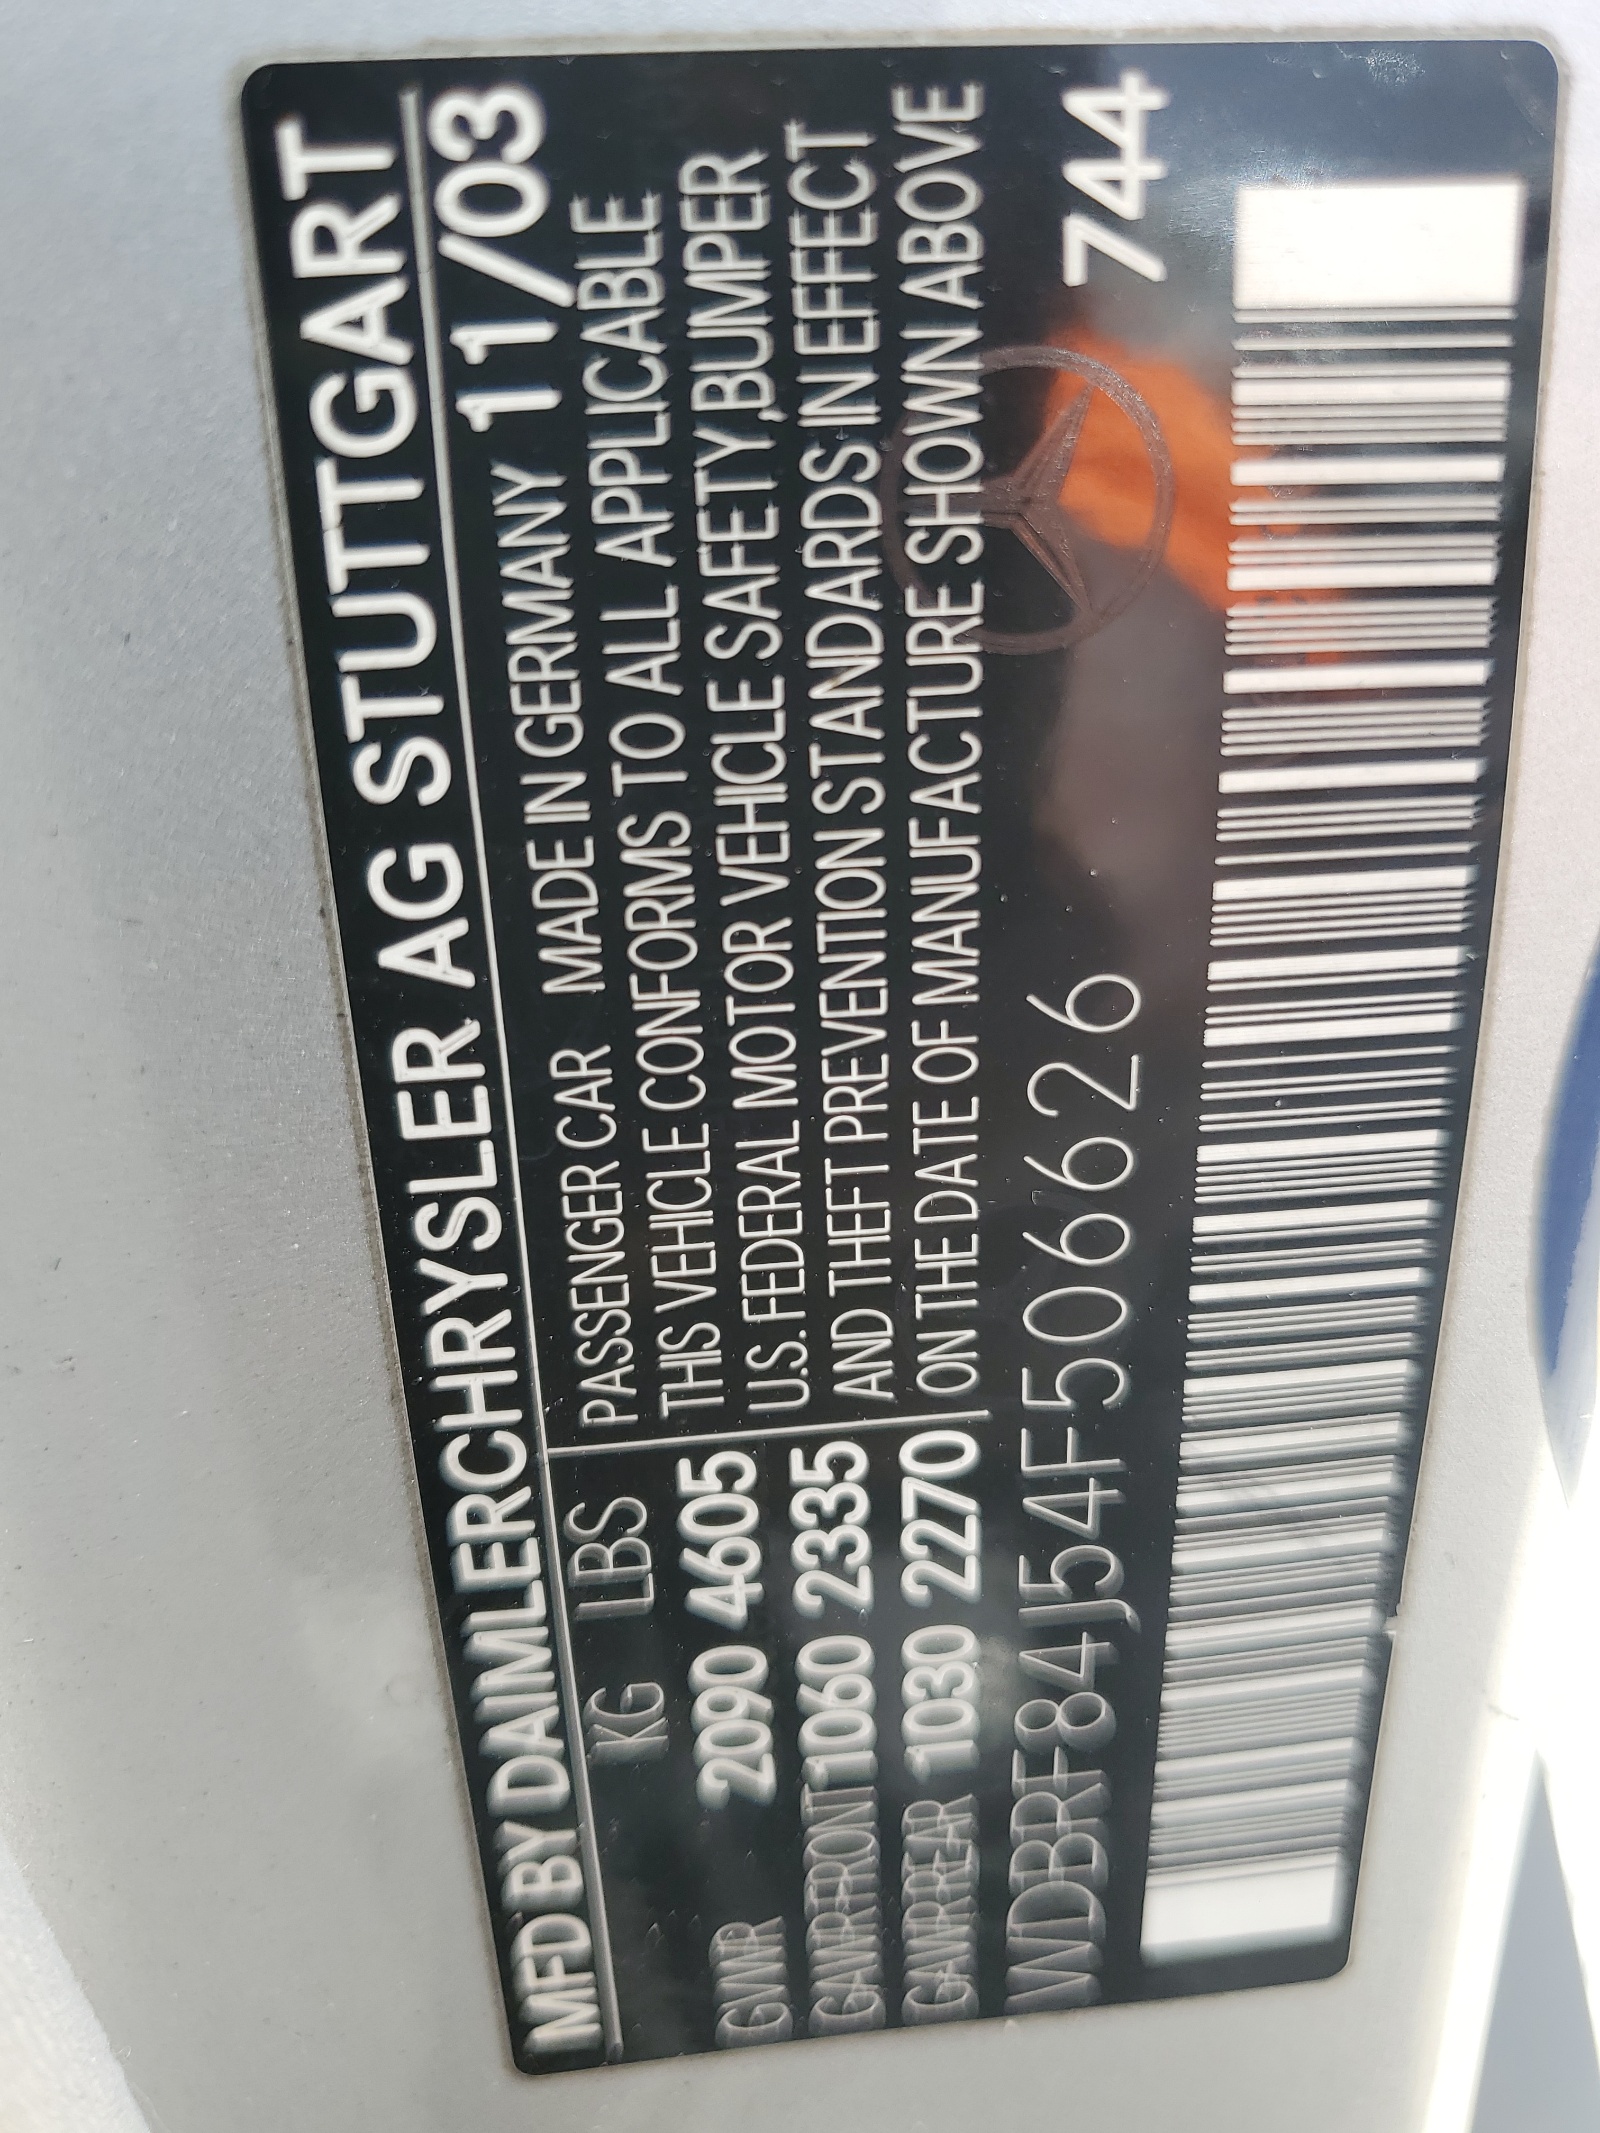 MFD BY DAIMLERCHRYSLER AG STUTTGART
KG LBS PASSENGER CAR MADE IN GERMANY 11/03
THIS VEHICLE CONFORMS TO ALL APPLICABLE
GVWR 2090 4605 U.S. FEDERAL MOTOR VEHICLE SAFETY,BUMPER
GAWR-FRONT 1060 2335 AND THEFT PREVENTION STANDARDS IN EFFECT
GAWR-REAR 1030 2270 ON THE DATE OF MANUFACTURE SHOWN ABOVE
WDBRF84J54F506626 744